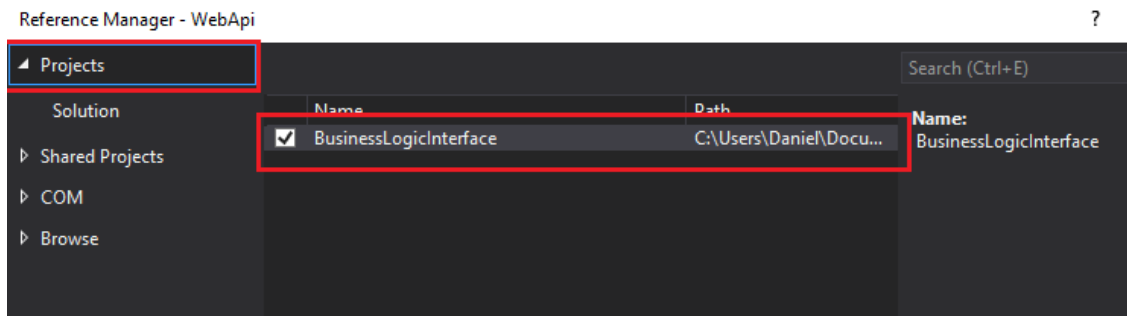 Reference Manager - WebApi ?
Projects
Search (Ctrl+E)
Solution
Name Path
Name:
BusinessLogicInterface C:\Users\Daniel\Docu...
BusinessLogicInterface
Shared Projects
COM
Browse